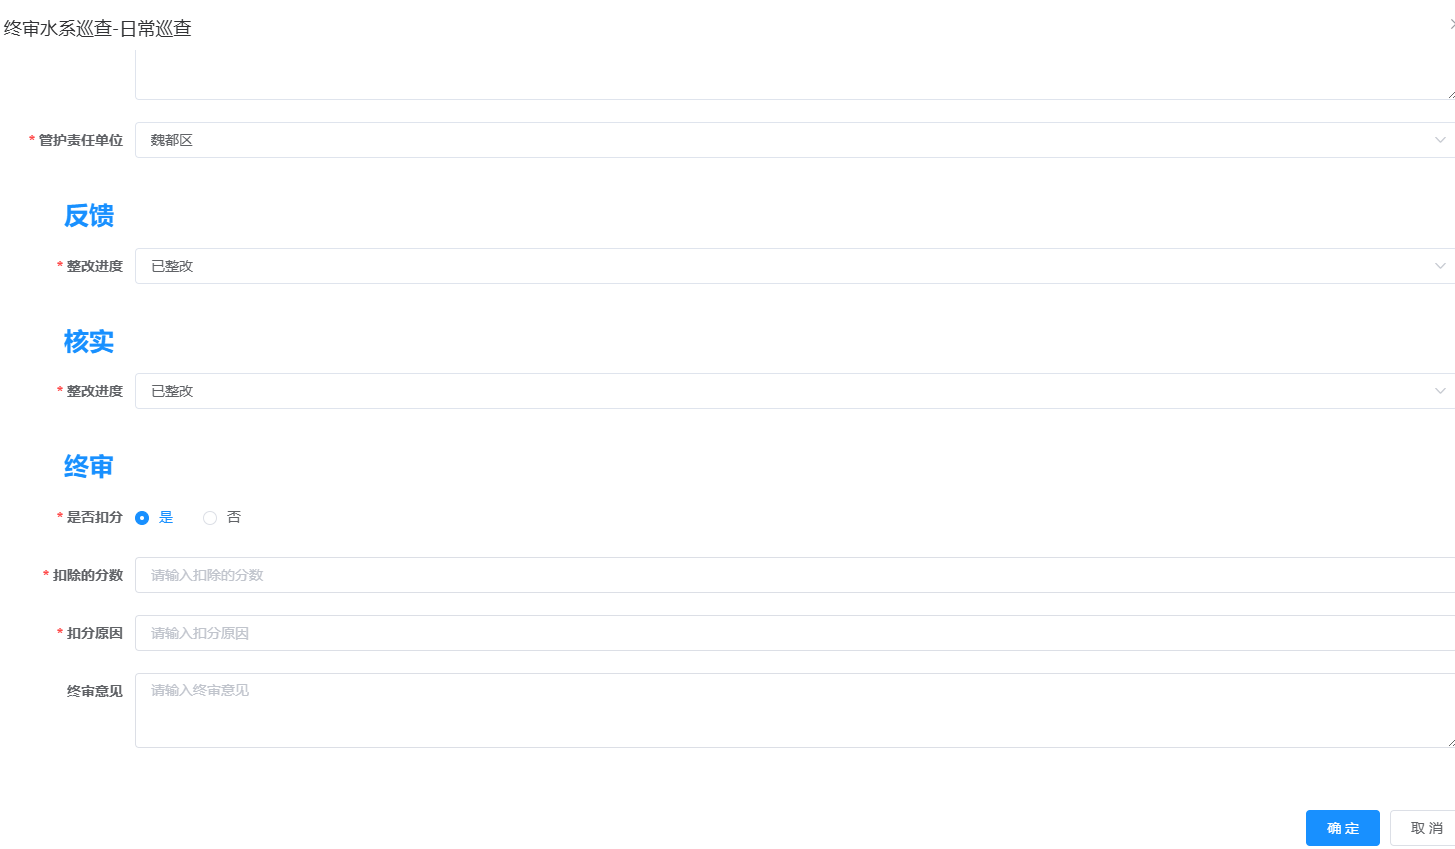 终审水系巡查-日常巡查
* 管护责任单位 魏都区
反馈
* 整改进度 已整改
核实
* 整改进度 已整改
终审
* 是否扣分 是 否
* 扣除的分数 请输入扣除的分数
* 扣分原因 请输入扣分原因
终审意见 请输入终审意见
确定 取消